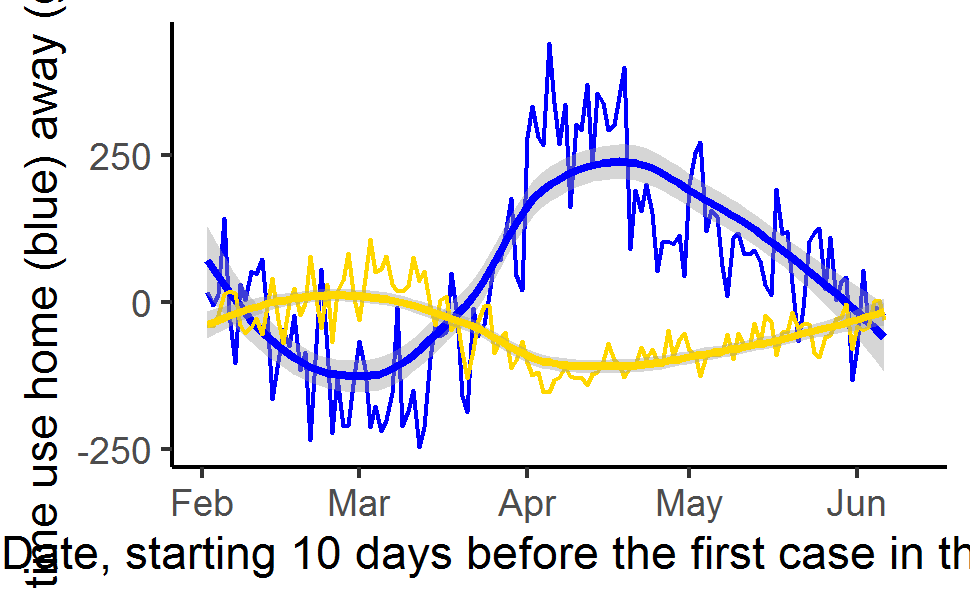 time use home (blue) away (
250
0
-250
Feb Mar Apr May Jun
Date, starting 10 days before the first case in th